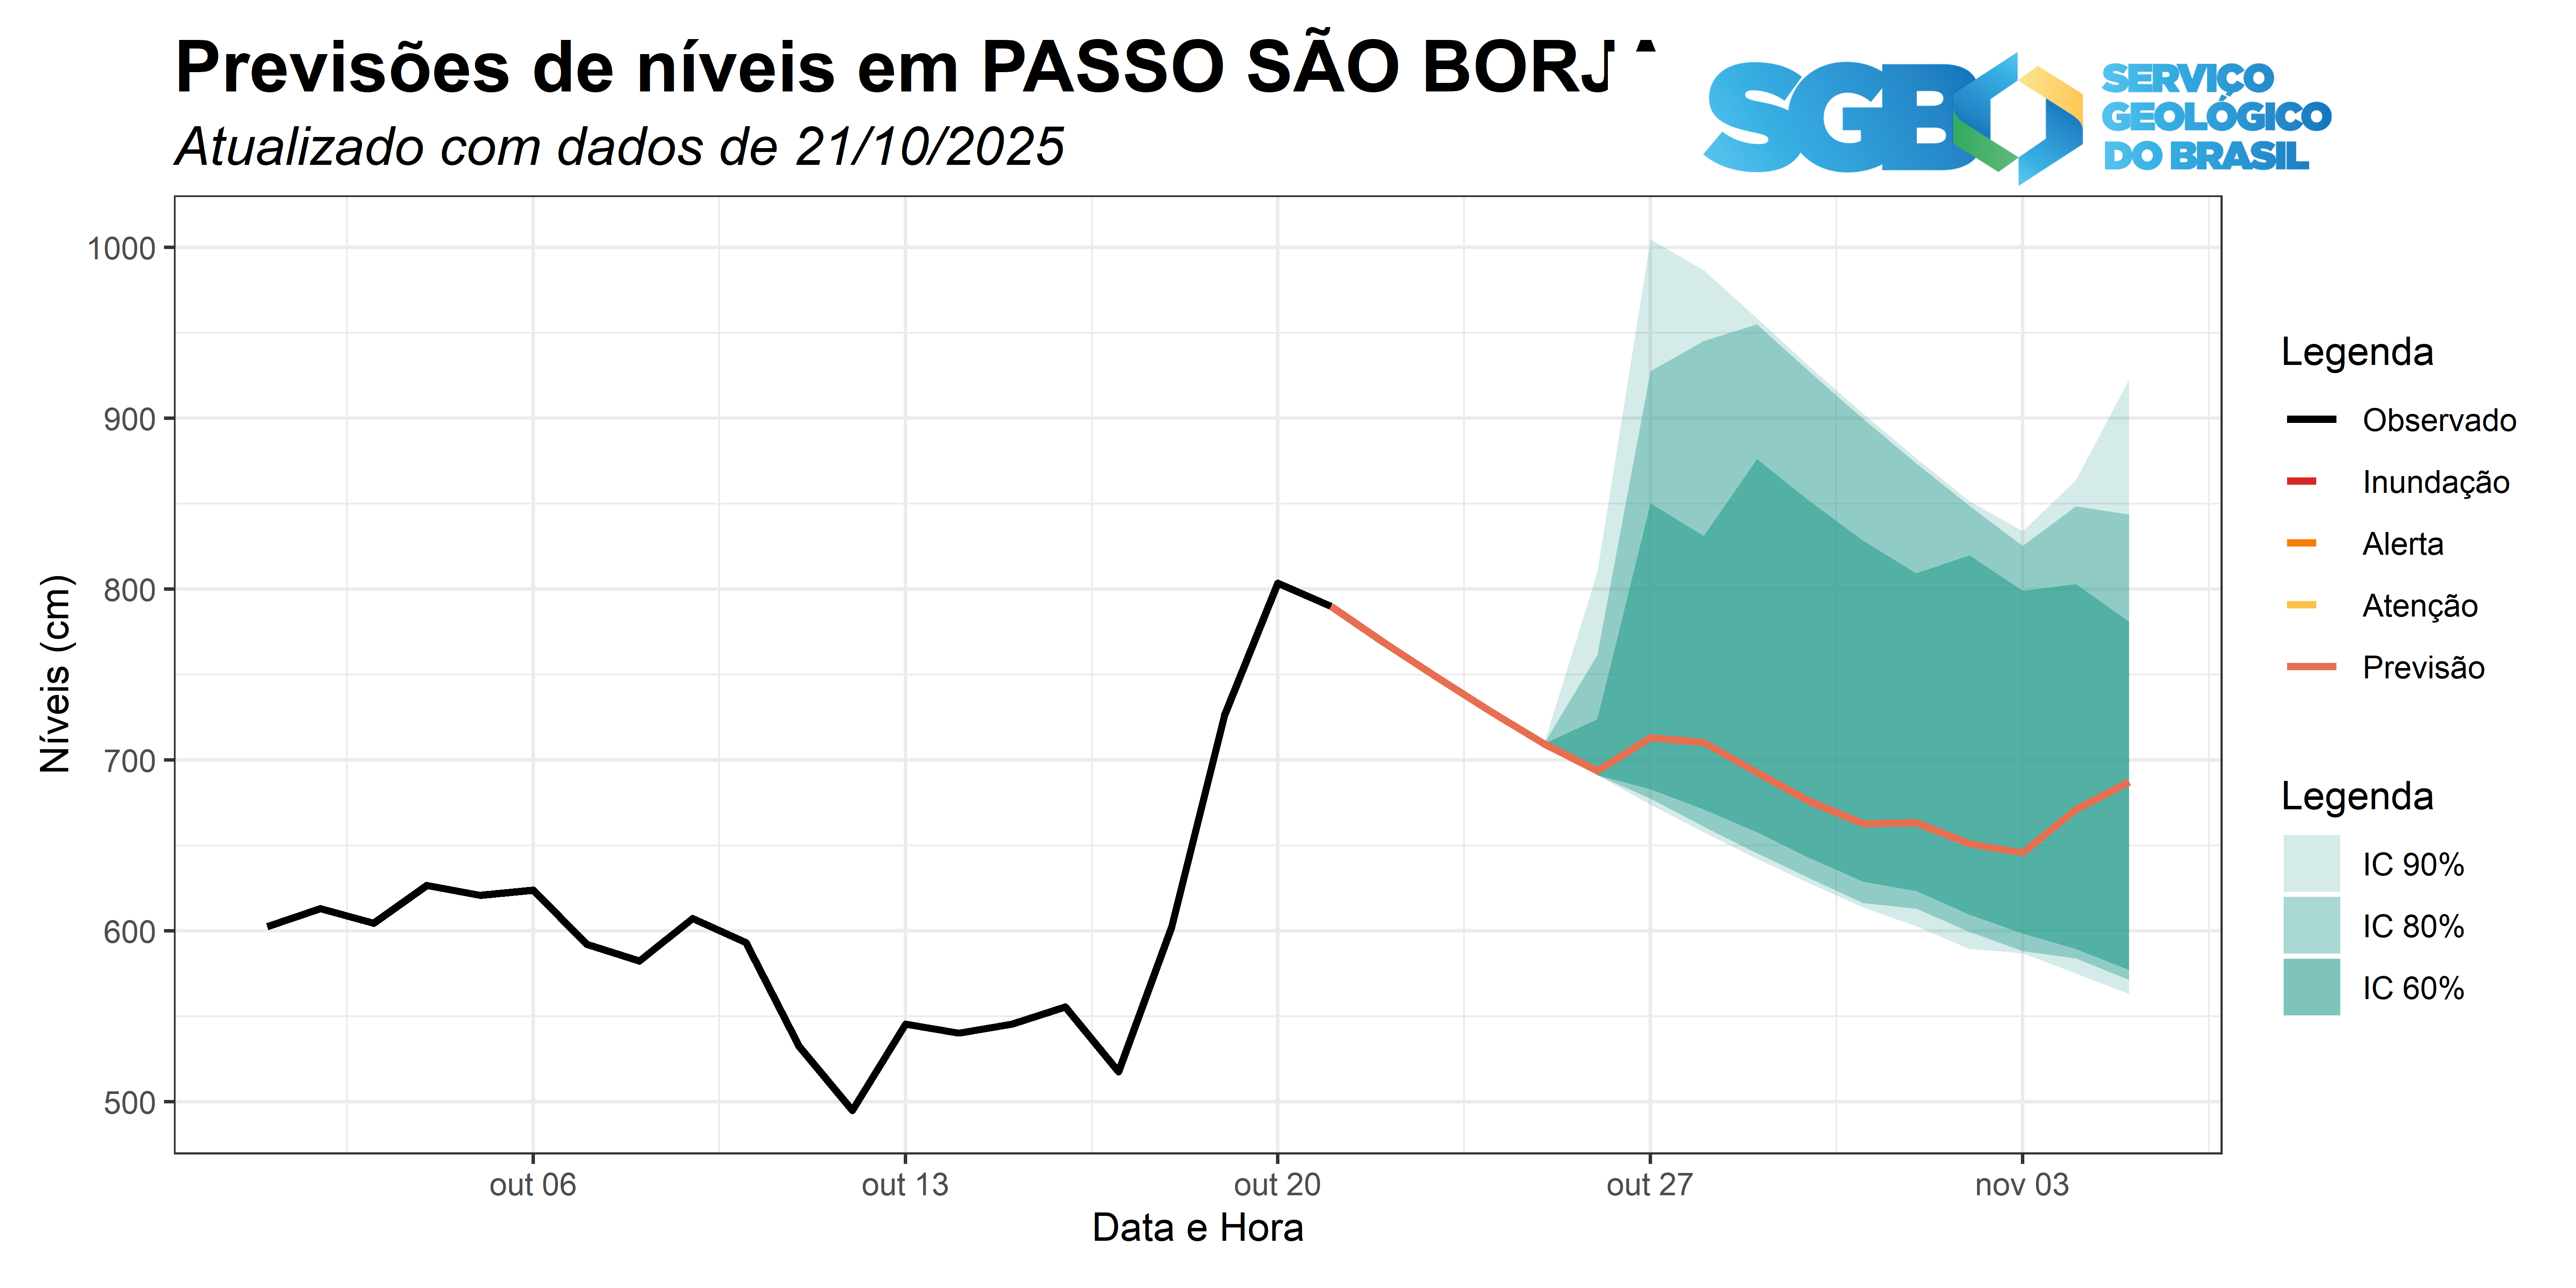 Previsões de níveis em PASSO SÃO BORJA
Atualizado com dados de 21/10/2025
SGB
SERVIÇO
GEOLÓGICO
DO BRASIL
Níveis (cm)
1000
900
800
700
600
500
out 06
out 13
out 20
out 27
nov 03
Data e Hora
Legenda
Observado
Inundação
Alerta
Atenção
Previsão
Legenda
IC 90%
IC 80%
IC 60%